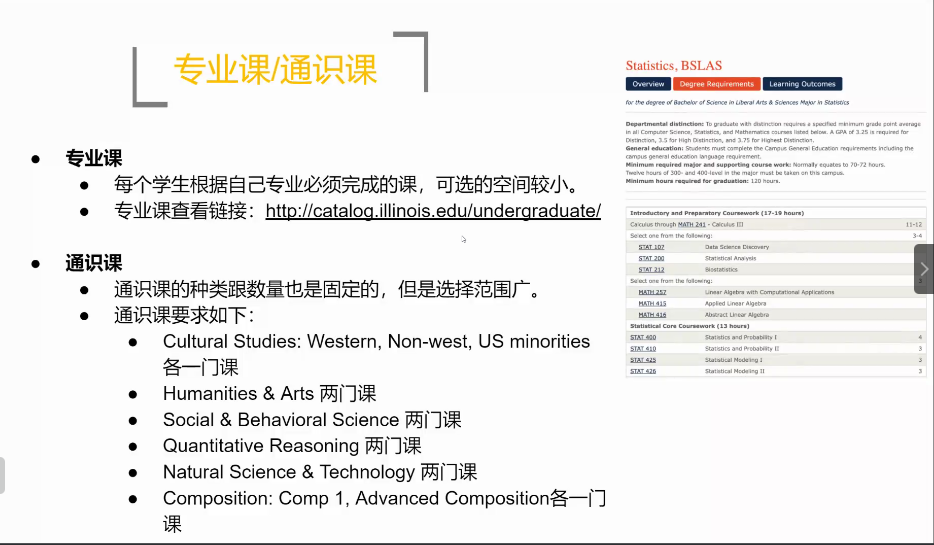 专业课/通识课
● 专业课
● 每个学生根据自己专业必须完成的课，可选的空间较小。
● 专业课查看链接：http://catalog.illinois.edu/undergraduate/
● 通识课
● 通识课的种类跟数量也是固定的，但是选择范围广。
● 通识课要求如下：
● Cultural Studies: Western, Non-west, US minorities
各一门课
● Humanities & Arts 两门课
● Social & Behavioral Science 两门课
● Quantitative Reasoning 两门课
● Natural Science & Technology 两门课
● Composition: Comp 1, Advanced Composition各一门
课
Statistics, BSLAS
Overview Degree Requirements Learning Outcomes
for the degree of Bachelor of Science in Liberal Arts & Sciences Major in Statistics
Departmental distinction: To graduate with distinction requires a specified minimum grade point average
in all Computer Science, Statistics, and Mathematics courses listed below. A GPA of 3.25 is required for
Distinction, 3.5 for High Distinction, and 3.75 for Highest Distinction.
General education: Students must complete the Campus General Education requirements including the
campus general education language requirement.
Minimum required major and supporting course work: Normally equates to 70-72 hours.
Twelve hours of 300- and 400-level in the major must be taken on this campus.
Minimum hours required for graduation: 120 hours.
Introductory and Preparatory Coursework (17-19 hours)
Calculus through MATH 241 - Calculus III 11-12
Select one from the following: 3-4
STAT 107 Data Science Discovery
STAT 200 Statistical Analysis
STAT 212 Biostatistics
Select one from the following:
MATH 257 Linear Algebra with Computational Applications
MATH 415 Applied Linear Algebra
MATH 416 Abstract Linear Algebra
Statistical Core Coursework (13 hours)
STAT 400 Statistics and Probability I 4
STAT 410 Statistics and Probability II 3
STAT 425 Statistical Modeling I 3
STAT 426 Statistical Modeling II 3